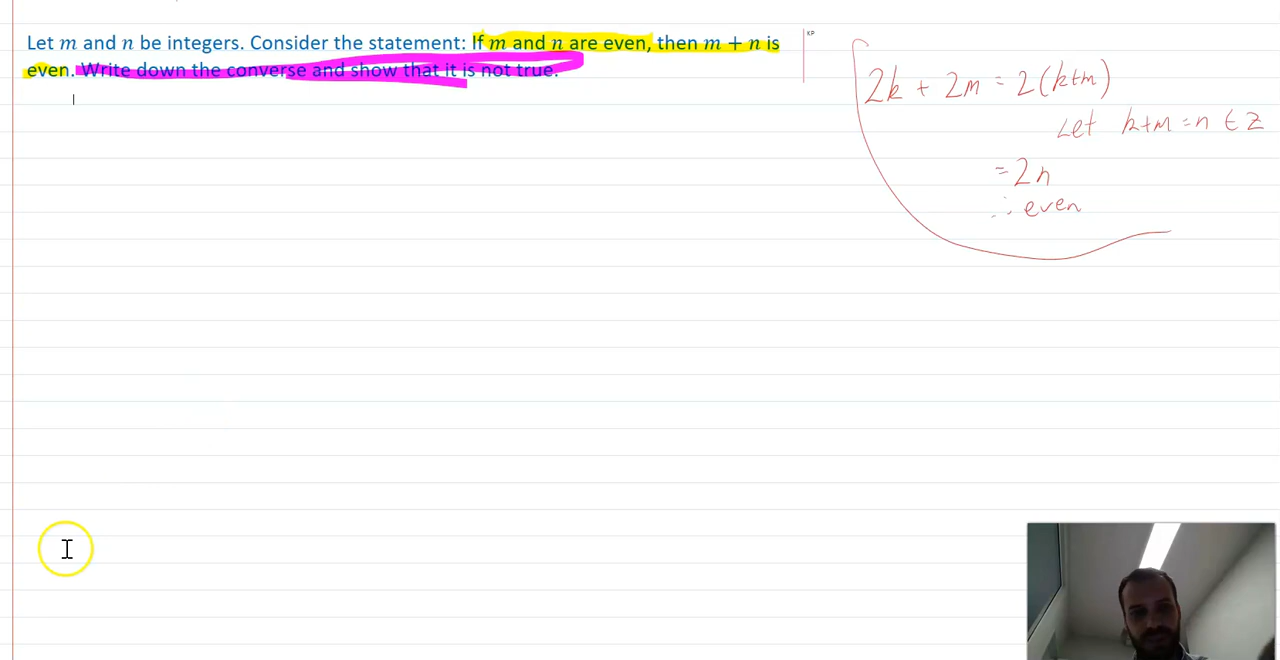 Let m and n be integers. Consider the statement: If m and n are even, then m + n is
even. Write down the converse and show that it is not true.
KP
2k + 2m = 2(k+m)
Let k+m = n ∈ Z
= 2n
∴ even